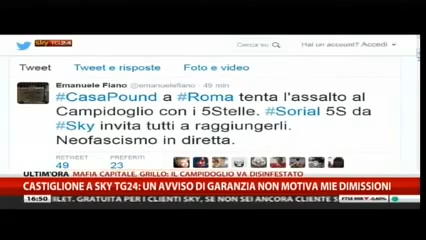 sky TG24
Cerca su
Hai un account? Accedi
Tweet
Tweet e risposte
Foto e video
Emanuele Fiano @emanuelefiano · 49 min
#CasaPound a #Roma tenta l'assalto al
Campidoglio con i 5Stelle. #Sorial 5S da
#Sky invita tutti a raggiungerli.
Neofascismo in diretta.
RETWEET
PREFERITI
49
23
ULTIM'ORA MAFIA CAPITALE, GRILLO: IL CAMPIDOGLIO VA DISINFESTATO
CASTIGLIONE A SKY TG24: UN AVVISO DI GARANZIA NON MOTIVA MIE DIMISSIONI
16:50
ILET. GRATUITA PER I CLIENTI SKY, SE NON SEI ANCORA CLIENTE S